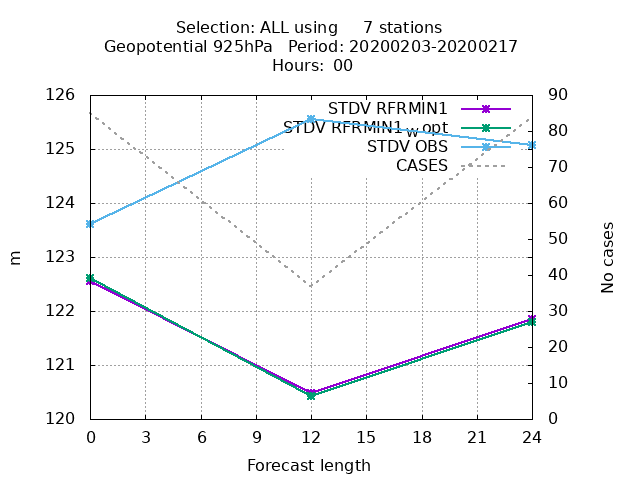 Selection: ALL using     7 stations
Geopotential 925hPa   Period: 20200203-20200217
Hours:  00
126
125
124
123
122
121
120
90
80
70
60
50
40
30
20
10
0
STDV RFRMIN1
STDV RFRMIN1_w_opt
STDV OBS
CASES
m
No cases
0 3 6 9 12 15 18 21 24
Forecast length